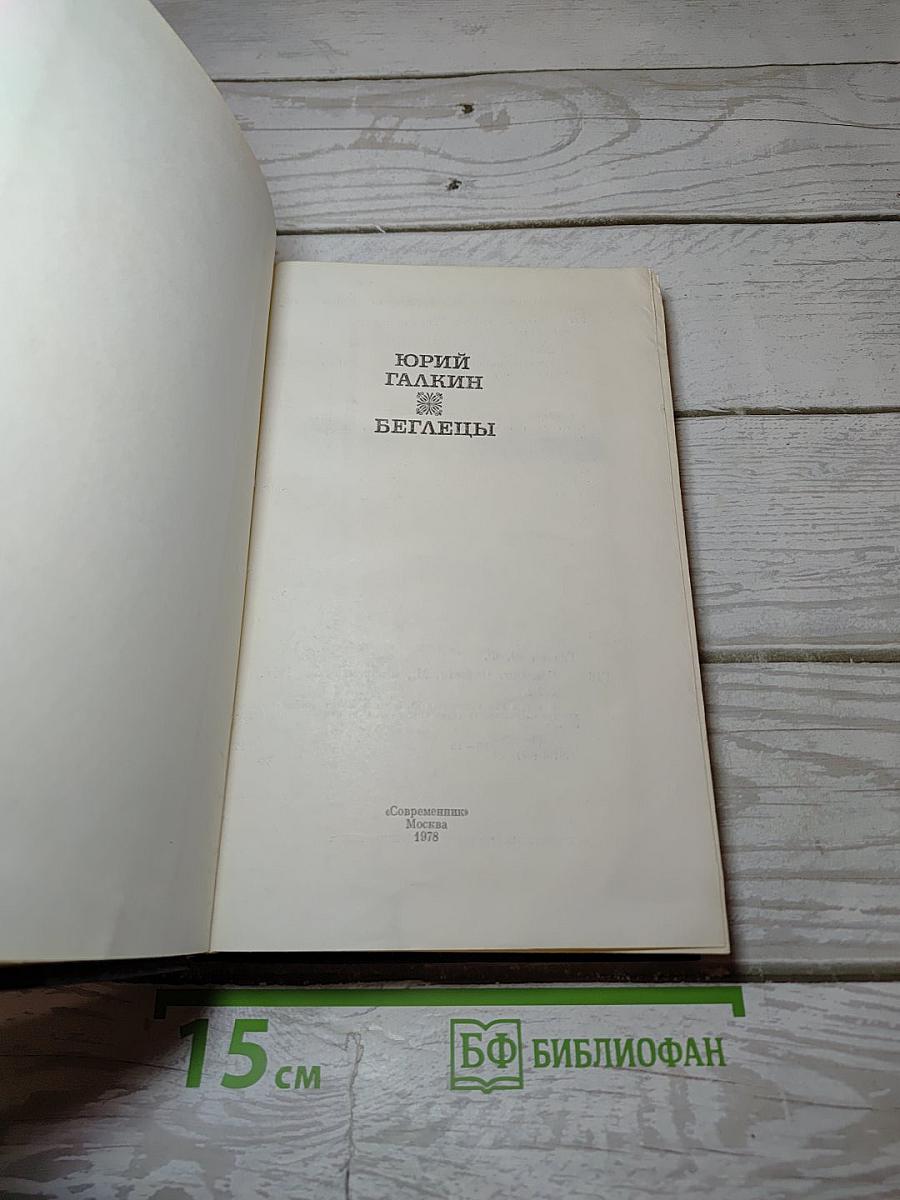 ЮРИЙ
ГАЛКИН
БЕГЛЕЦЫ
«Современник»
Москва
1978
15 см
БФ БИБЛИОФАН